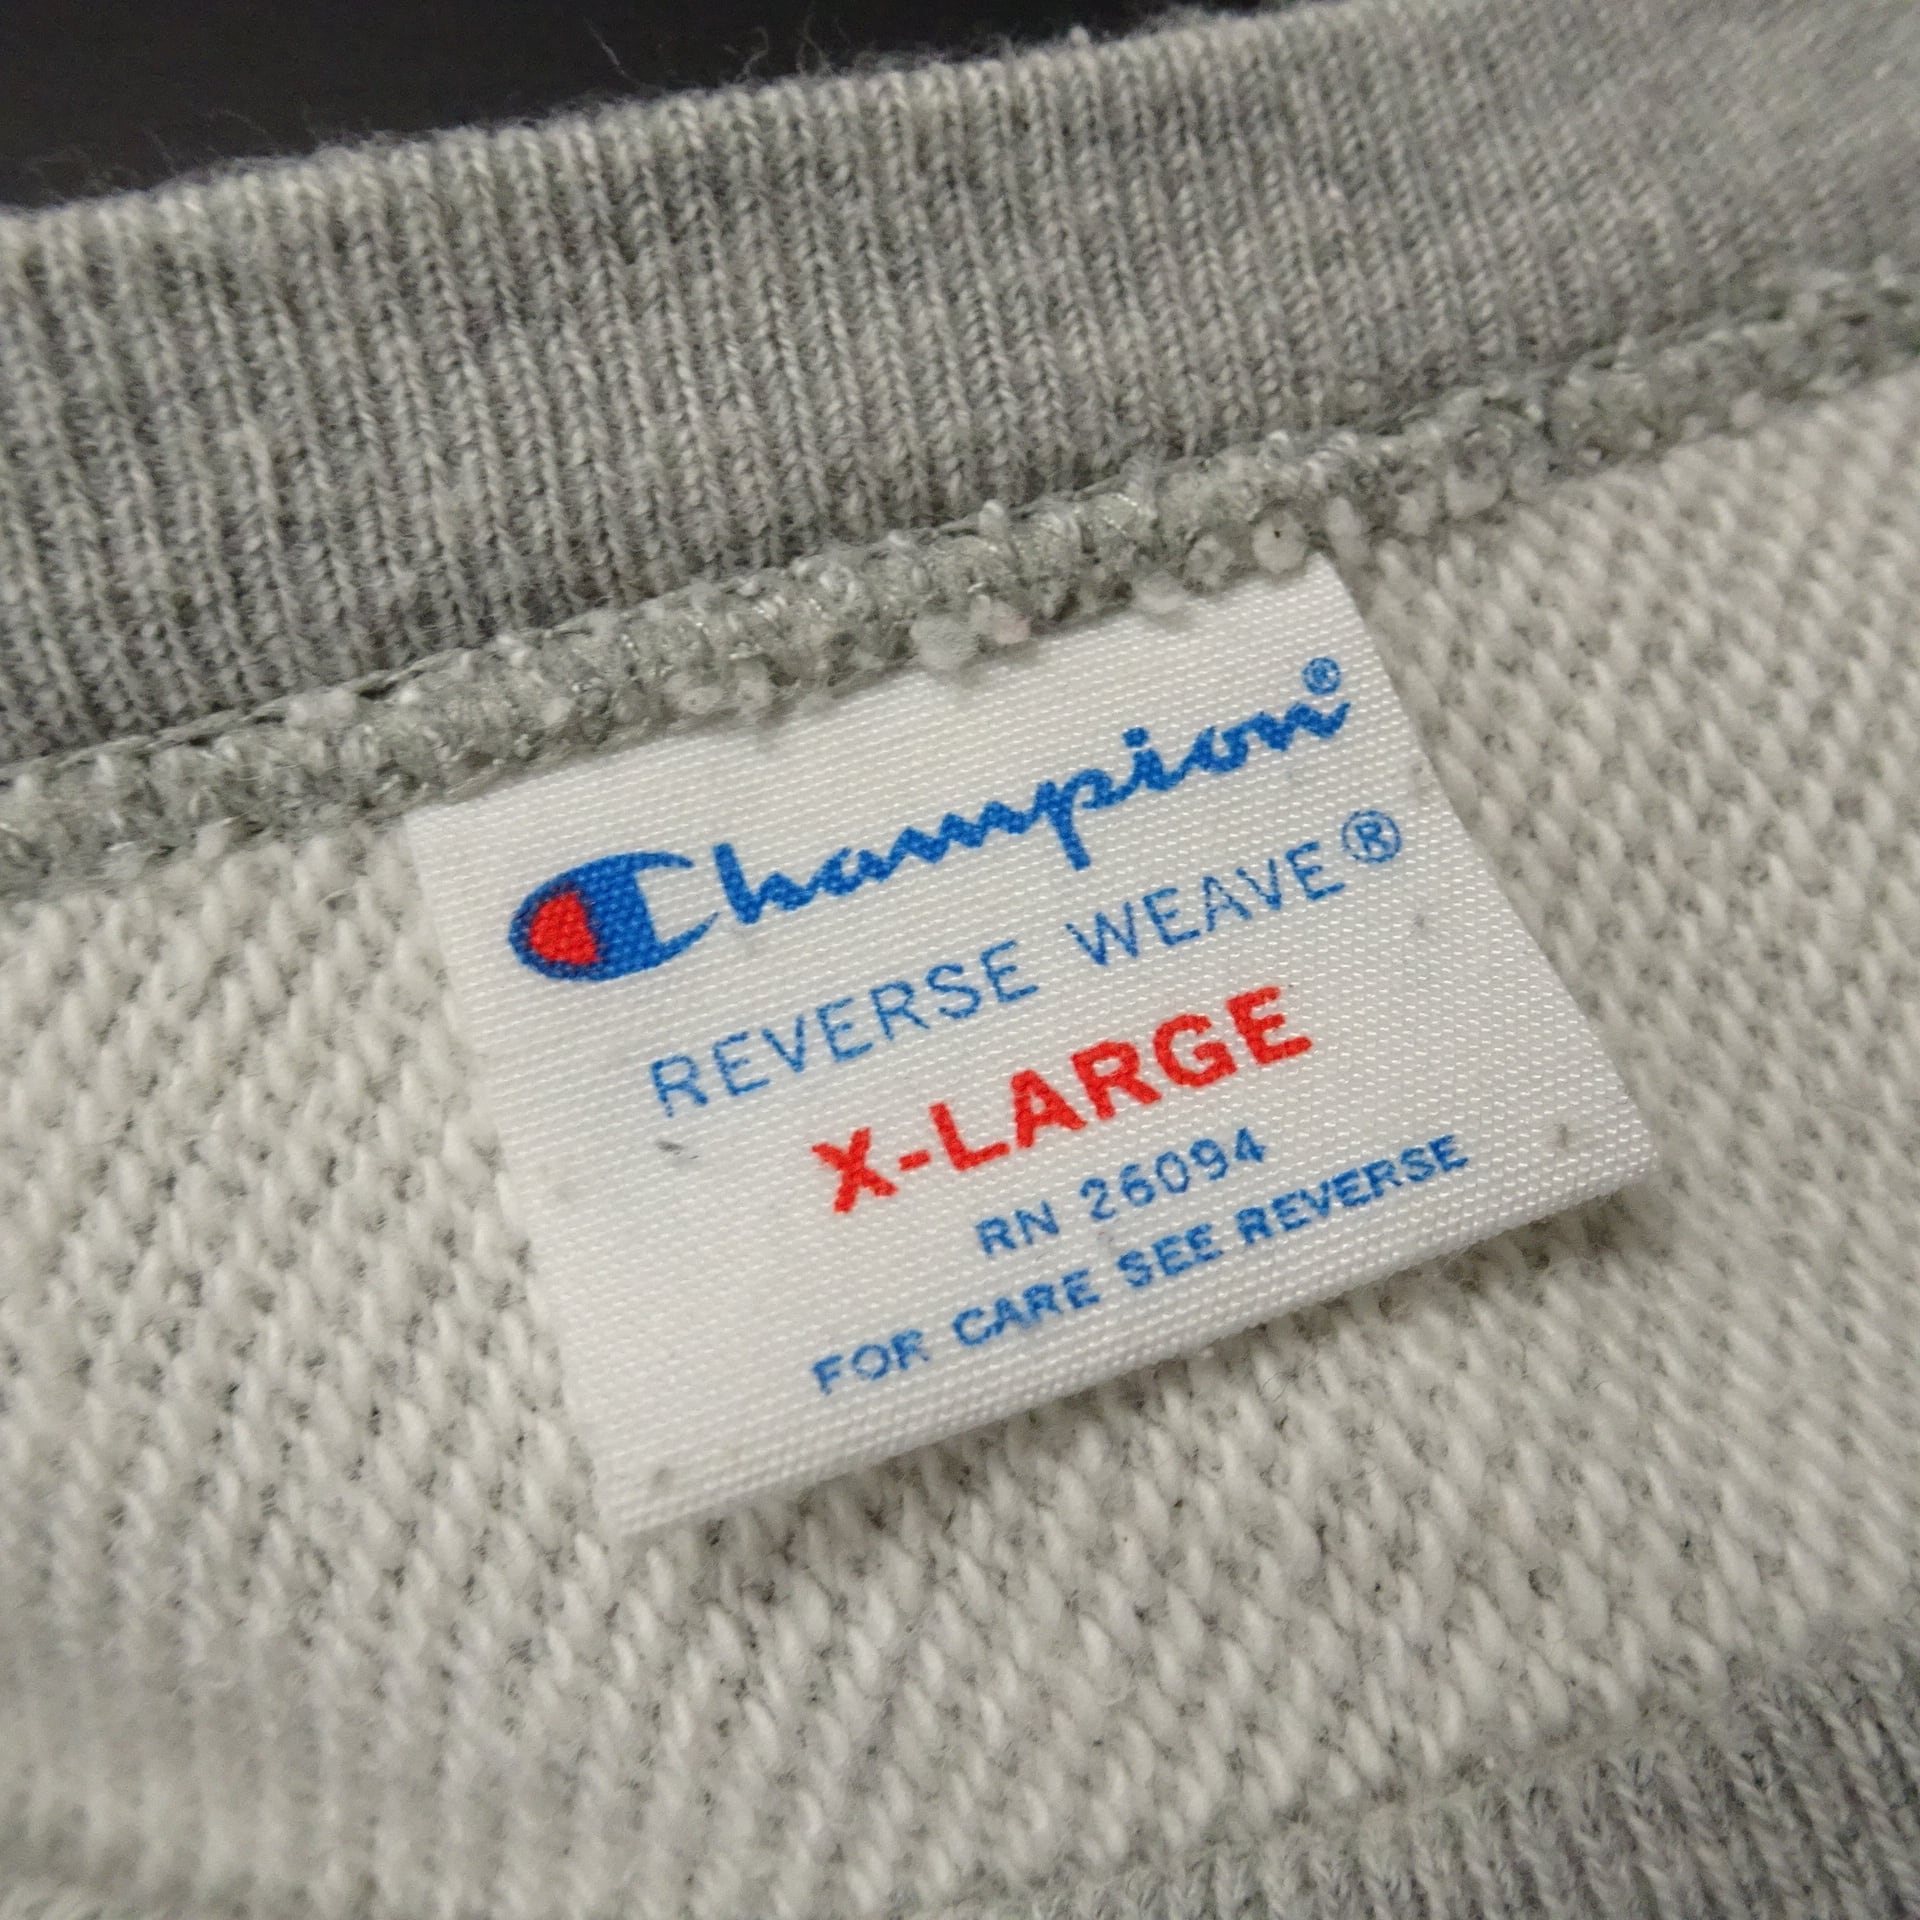 Champion®
REVERSE WEAVE®
X-LARGE
RN 26094
FOR CARE SEE REVERSE